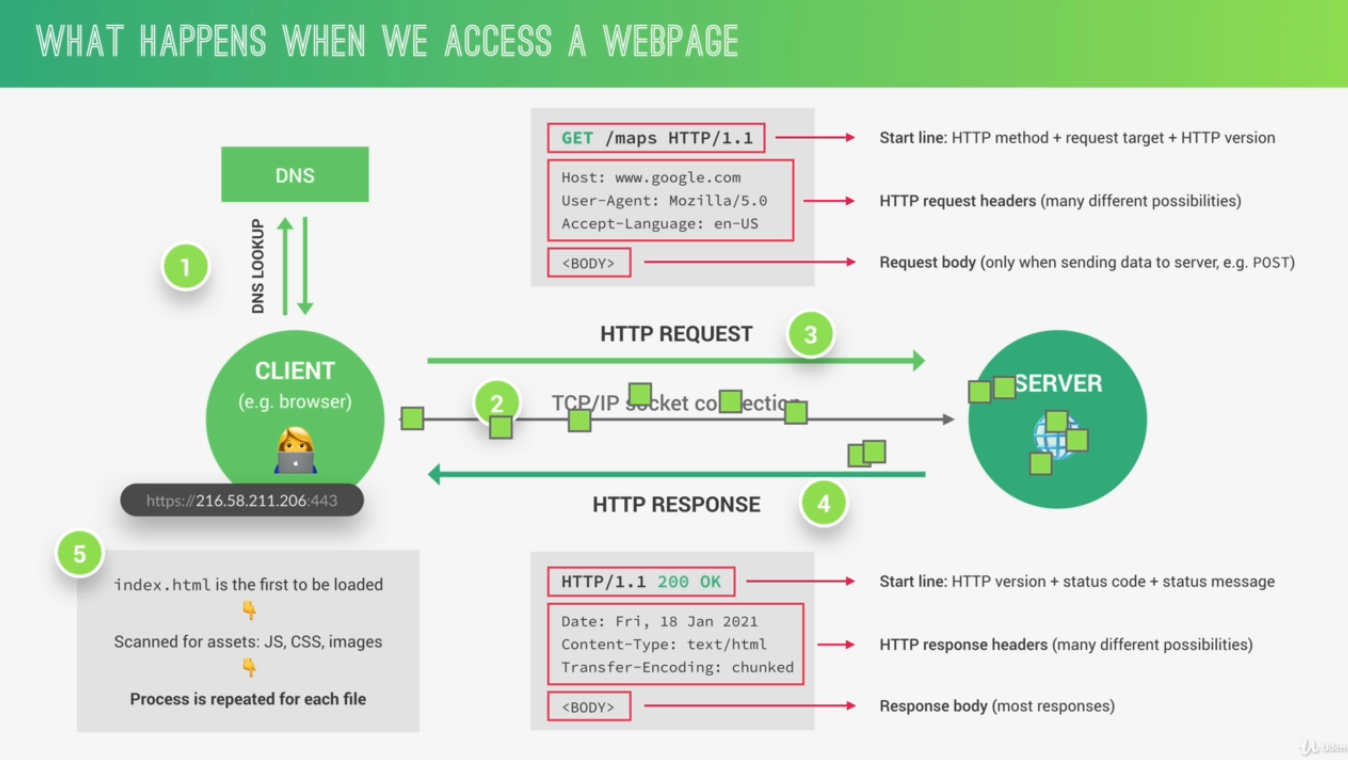 WHAT HAPPENS WHEN WE ACCESS A WEBPAGE
DNS
DNS LOOKUP
1
CLIENT
(e.g. browser)
https://216.58.211.206:443
GET /maps HTTP/1.1
Start line: HTTP method + request target + HTTP version
Host: www.google.com
User-Agent: Mozilla/5.0
Accept-Language: en-US
HTTP request headers (many different possibilities)
<BODY>
Request body (only when sending data to server, e.g. POST)
HTTP REQUEST
3
2
TCP/IP socket connection
SERVER
HTTP RESPONSE
4
5
index.html is the first to be loaded
Scanned for assets: JS, CSS, images
Process is repeated for each file
HTTP/1.1 200 OK
Start line: HTTP version + status code + status message
Date: Fri, 18 Jan 2021
Content-Type: text/html
Transfer-Encoding: chunked
HTTP response headers (many different possibilities)
<BODY>
Response body (most responses)